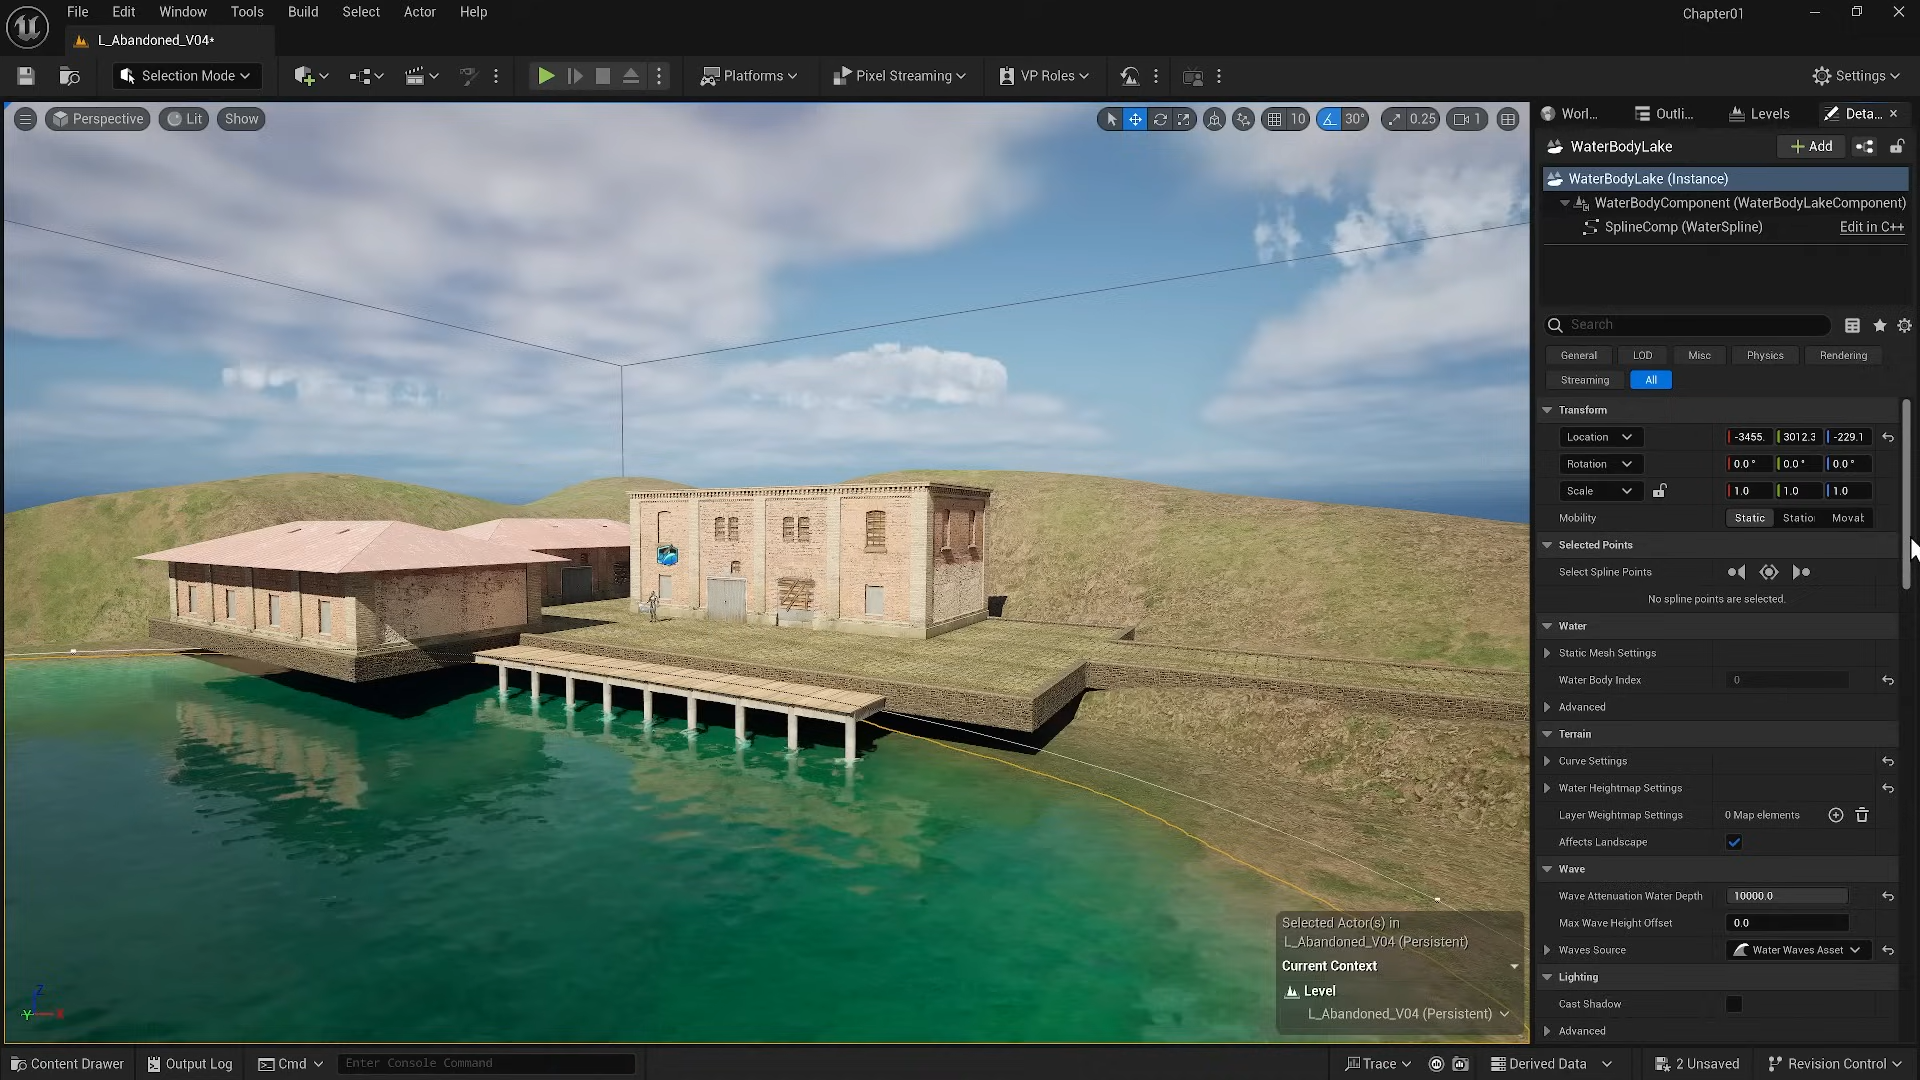 File Edit Window Tools Build Select Actor Help
Chapter01
L_Abandoned_V04*
Selection Mode
Platforms
Pixel Streaming
VP Roles
Settings
Perspective
Lit
Show
10
30°
0.25
1
Worl...
Outli...
Levels
Deta...
WaterBodyLake
+ Add
WaterBodyLake (Instance)
WaterBodyComponent (WaterBodyLakeComponent)
SplineComp (WaterSpline)
Edit in C++
Search
General LOD Misc Physics Rendering
Streaming All
Transform
Location -3455. 3012.3 -229.1
Rotation 0.0° 0.0° 0.0°
Scale 1.0 1.0 1.0
Mobility Static Statio Movab
Selected Points
Select Spline Points
No spline points are selected.
Water
Static Mesh Settings
Water Body Index 0
Advanced
Terrain
Curve Settings
Water Heightmap Settings
Layer Weightmap Settings 0 Map elements
Affects Landscape
Wave
Wave Attenuation Water Depth 10000.0
Max Wave Height Offset 0.0
Waves Source Water Waves Asset
Lighting
Cast Shadow
Advanced
Selected Actor(s) in
L_Abandoned_V04 (Persistent)
Current Context
Level
L_Abandoned_V04 (Persistent)
Z
Y X
Content Drawer
Output Log
Cmd
Enter Console Command
Trace
Derived Data
2 Unsaved
Revision Control